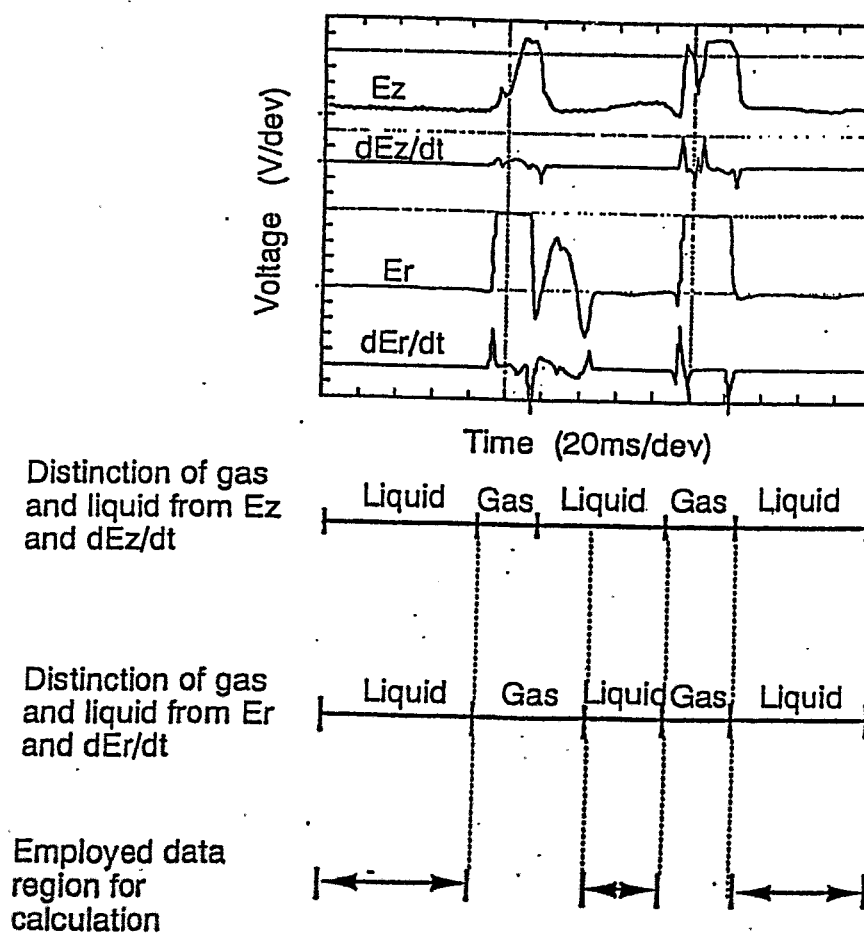 Voltage (V/dev)
Ez
dEz/dt
Er
dEr/dt
Time (20ms/dev)
Distinction of gas
and liquid from Ez
and dEz/dt
Liquid Gas Liquid Gas Liquid
Distinction of gas
and liquid from Er
and dEr/dt
Liquid Gas Liquid Gas Liquid
Employed data
region for
calculation